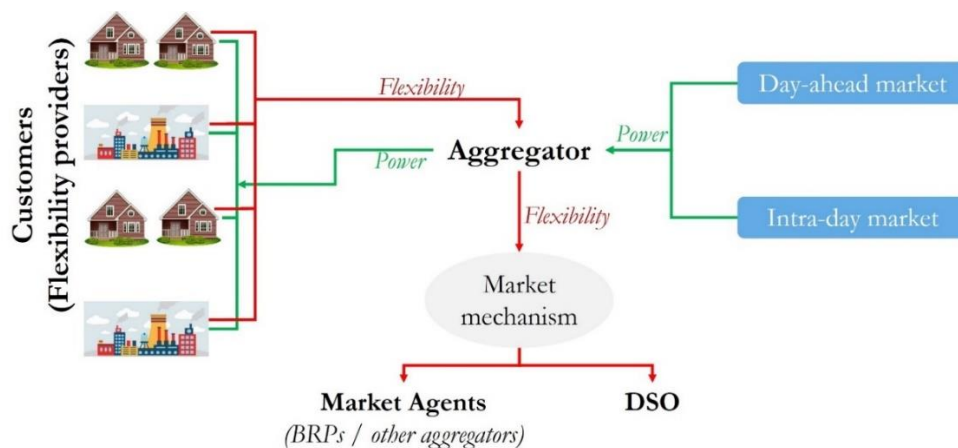 Customers
(Flexibility providers)
Flexibility
Day-ahead market
Power
Aggregator
Power
Flexibility
Intra-day market
Market
mechanism
Market Agents
(BRPs / other aggregators)
DSO